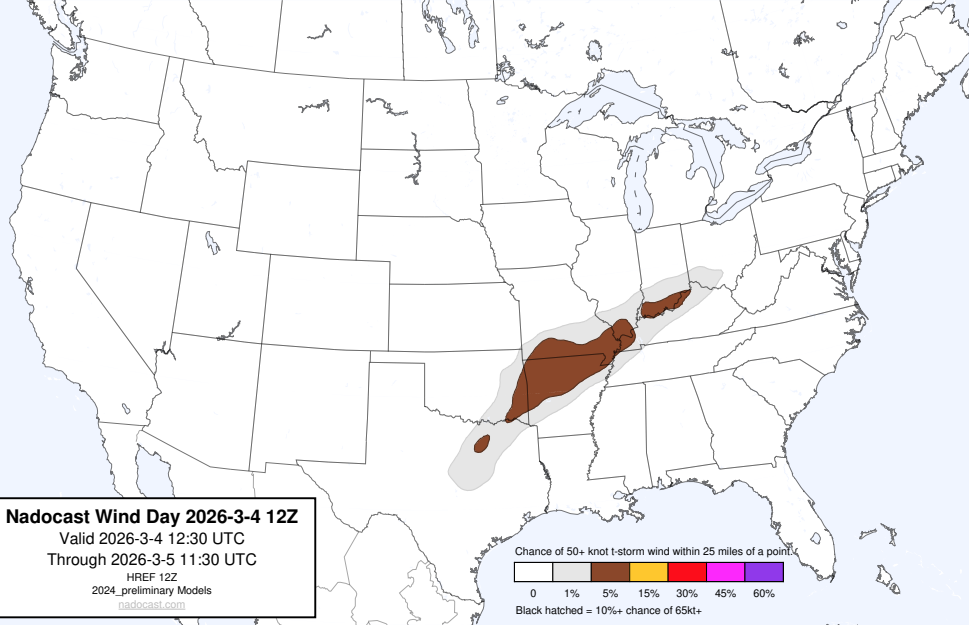 Nadocast Wind Day 2026-3-4 12Z
Valid 2026-3-4 12:30 UTC
Through 2026-3-5 11:30 UTC
HREF 12Z
2024_preliminary Models
nadocast.com
Chance of 50+ knot t-storm wind within 25 miles of a point.
0 1% 5% 15% 30% 45% 60%
Black hatched = 10%+ chance of 65kt+